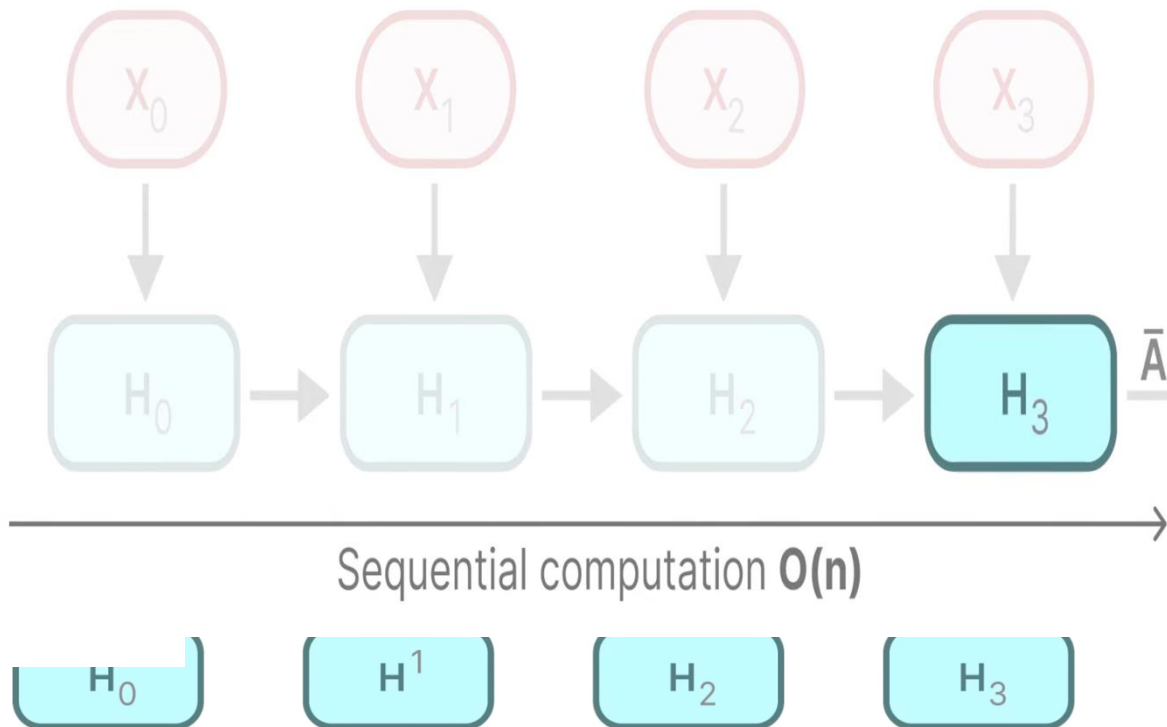 X₀ X₁ X₂ X₃
H₀ H₁ H₂ H₃ Ā
Sequential computation O(n)
H₀ H¹ H₂ H₃